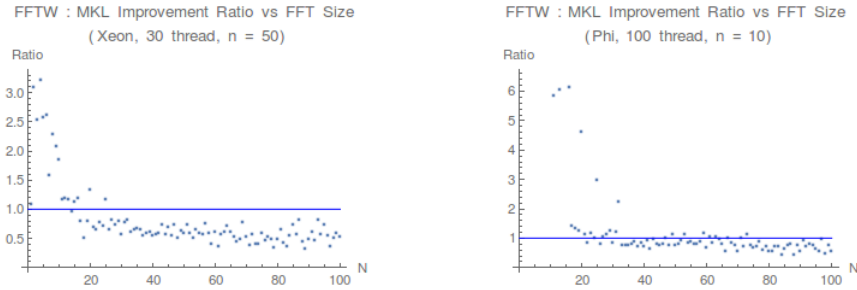 FFTW : MKL Improvement Ratio vs FFT Size
(Xeon, 30 thread, n = 50)
Ratio
3.0
2.5
2.0
1.5
1.0
0.5
20
40
60
80
100
N
FFTW : MKL Improvement Ratio vs FFT Size
(Phi, 100 thread, n = 10)
Ratio
6
5
4
3
2
1
20
40
60
80
100
N